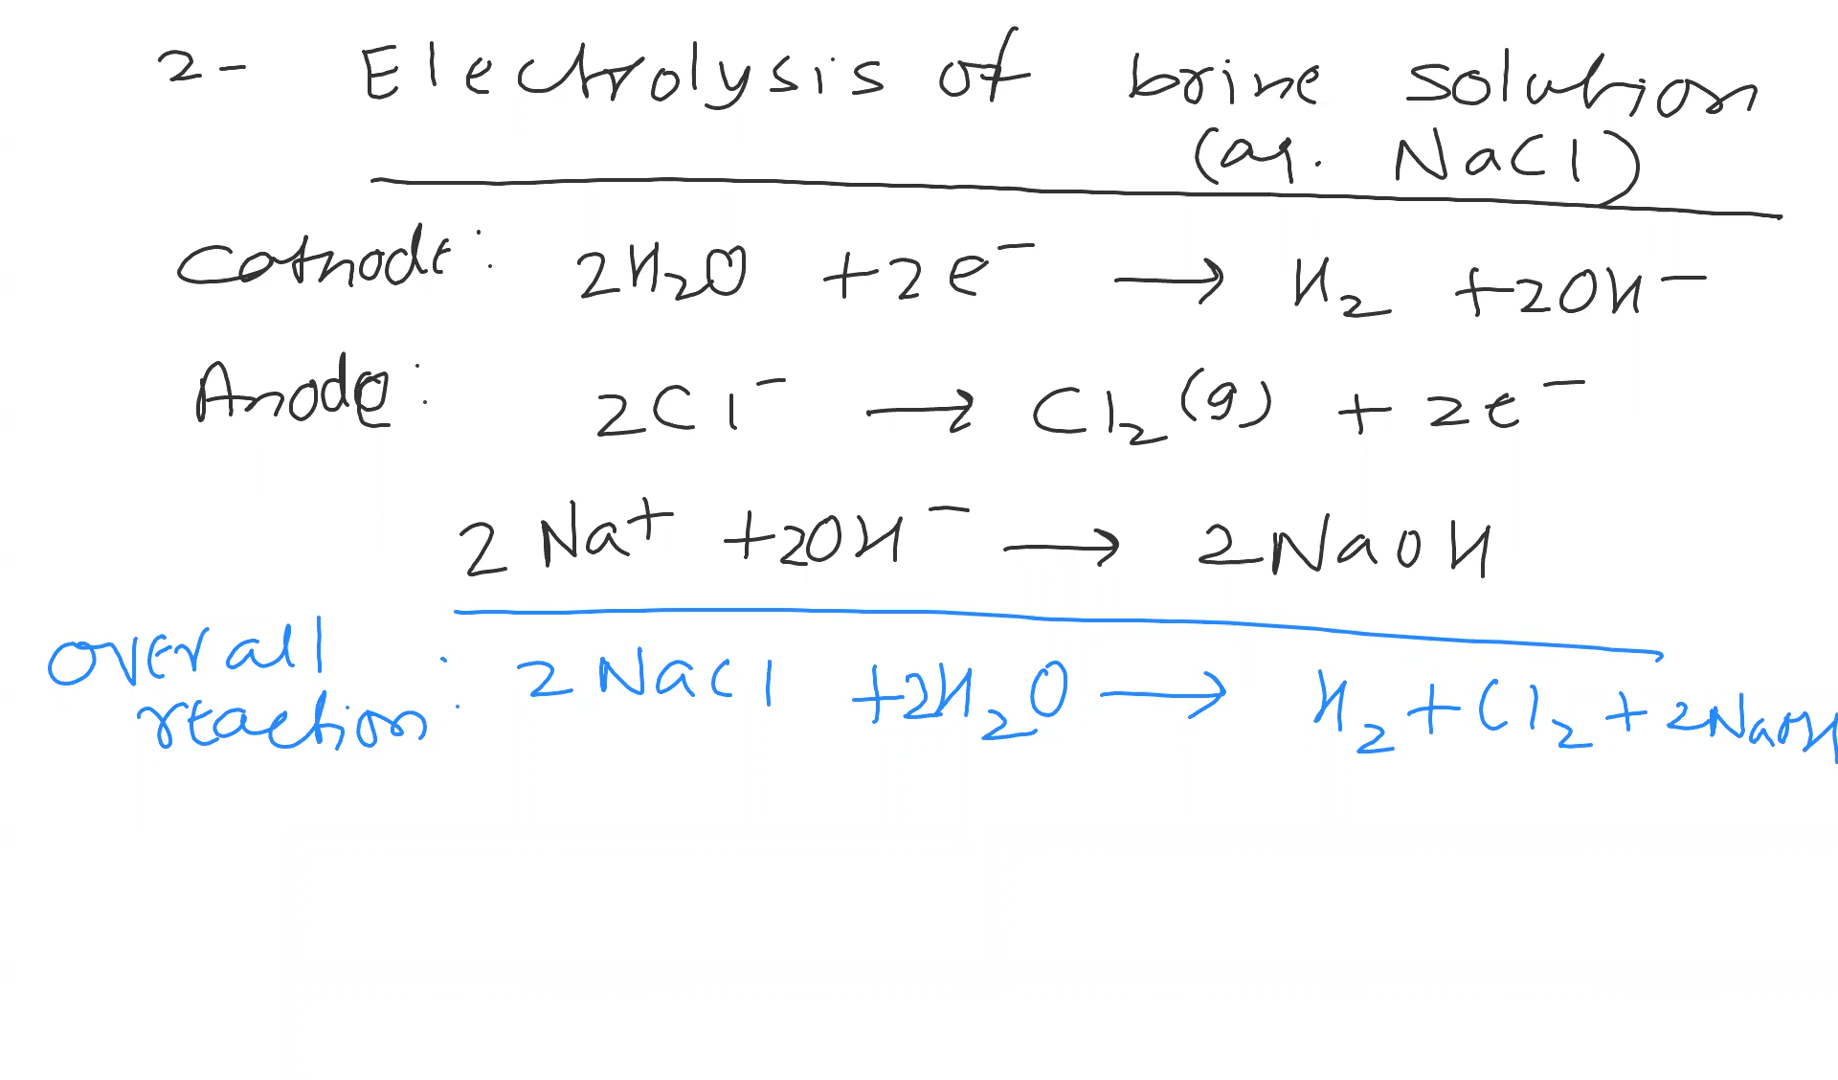 2- Electrolysis of brine solution
(aq. NaCl)
Cathode: 2H₂O +2e⁻ → H₂ +2OH⁻
Anode: 2Cl⁻ → Cl₂(g) + 2e⁻
2Na⁺ +2OH⁻ → 2NaOH
overall reaction: 2NaCl +2H₂O → H₂+Cl₂+2NaOH